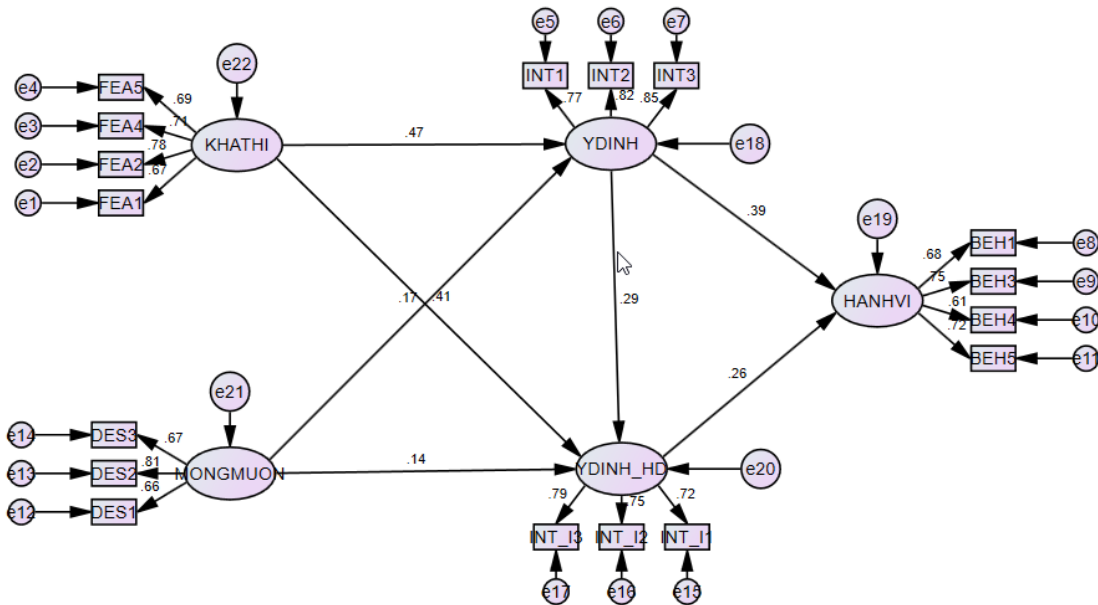 e5 e6 e7
e22
INT1 INT2 INT3
e4 FEA5
.69 .77 .82 .85
e3 FEA4 .71
KHATHI .47 YDINH e18
e2 FEA2 .78
e1 FEA1 .67
.39 e19
.68 BEH1 e8
.75 BEH3 e9
.17 .41 .29 HANHVI
.61 BEH4 e10
.72 BEH5 e11
.26
e21
e14 DES3 .67
e13 DES2 .81 MONGMUON .14 YDINH_HD e20
.66
e12 DES1
.79 .75 .72
INT_I3 INT_I2 INT_I1
e17 e16 e15